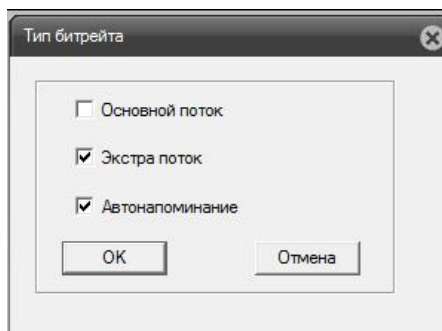 Тип битрейта
Основной поток
Экстра поток
Автонапоминание
OK
Отмена